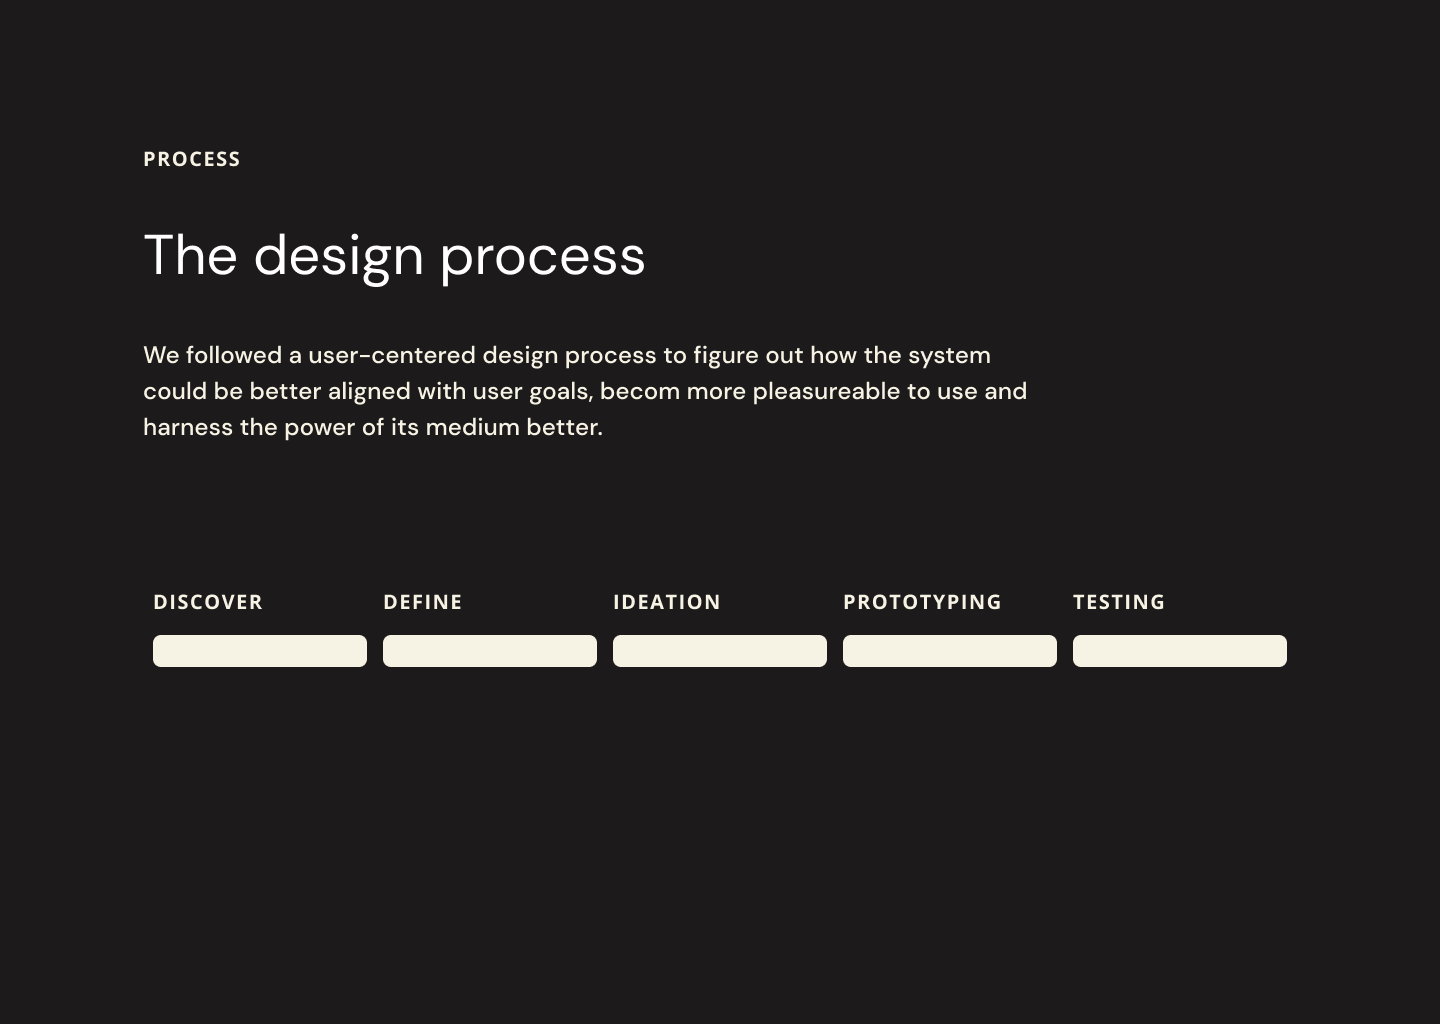 PROCESS
The design process
We followed a user-centered design process to figure out how the system
could be better aligned with user goals, becom more pleasureable to use and
harness the power of its medium better.
DISCOVER DEFINE IDEATION PROTOTYPING TESTING